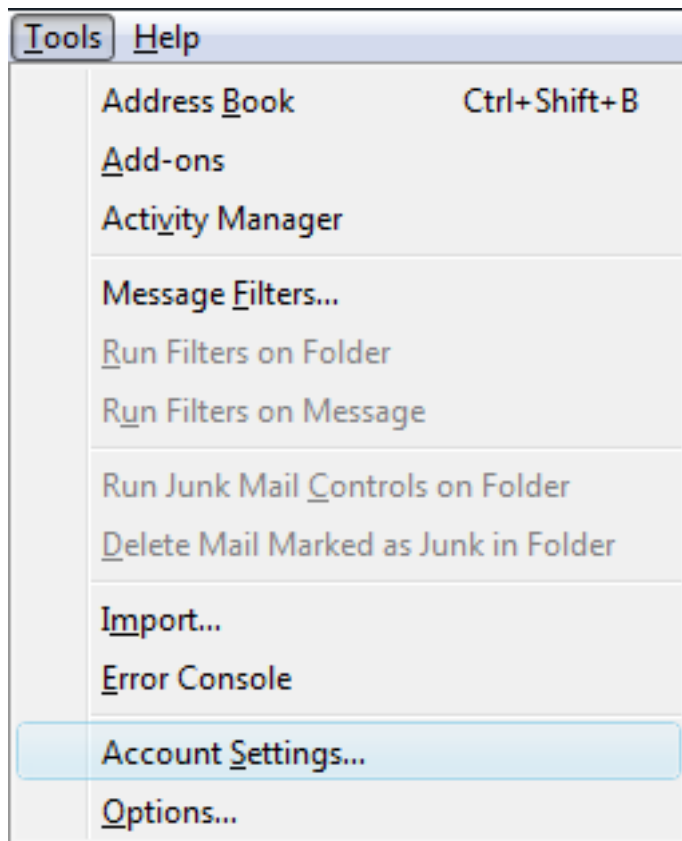 Tools Help
Address Book Ctrl+Shift+B
Add-ons
Activity Manager
Message Filters...
Run Filters on Folder
Run Filters on Message
Run Junk Mail Controls on Folder
Delete Mail Marked as Junk in Folder
Import...
Error Console
Account Settings...
Options...